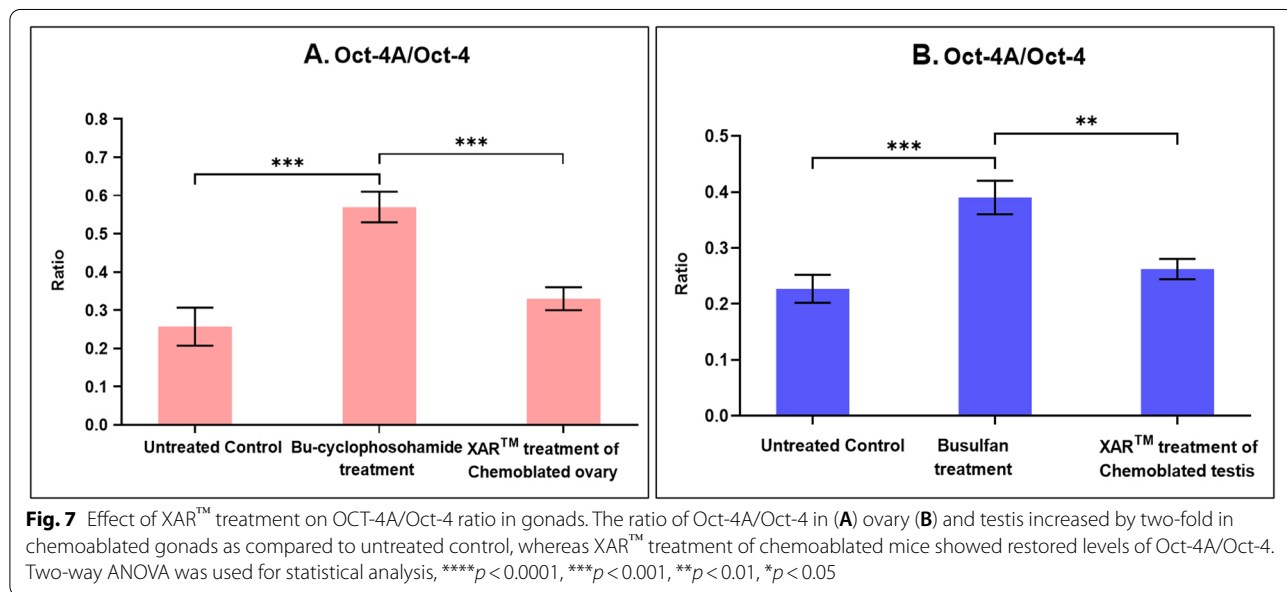 A. Oct-4A/Oct-4
0.8
0.7
0.6
0.5
0.4
0.3
0.2
0.1
0.0
Ratio
***
***
Untreated Control
Bu-cyclophosohamide
treatment
XAR™ treatment of
Chemoblated ovary
B. Oct-4A/Oct-4
0.5
0.4
0.3
0.2
0.1
0.0
Ratio
***
**
Untreated Control
Busulfan
treatment
XAR™ treatment of
Chemoblated testis
Fig. 7 Effect of XAR™ treatment on OCT-4A/Oct-4 ratio in gonads. The ratio of Oct-4A/Oct-4 in (A) ovary (B) and testis increased by two-fold in
chemoablated gonads as compared to untreated control, whereas XAR™ treatment of chemoablated mice showed restored levels of Oct-4A/Oct-4.
Two-way ANOVA was used for statistical analysis, ****p < 0.0001, ***p < 0.001, **p < 0.01, *p < 0.05